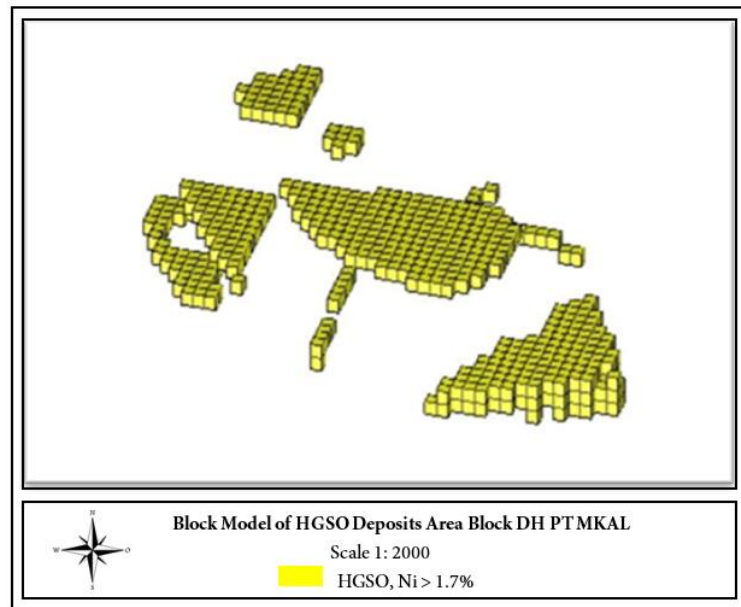 N
W O
S
Block Model of HGSO Deposits Area Block DH PT MKAL
Scale 1: 2000
HGSO, Ni > 1.7%